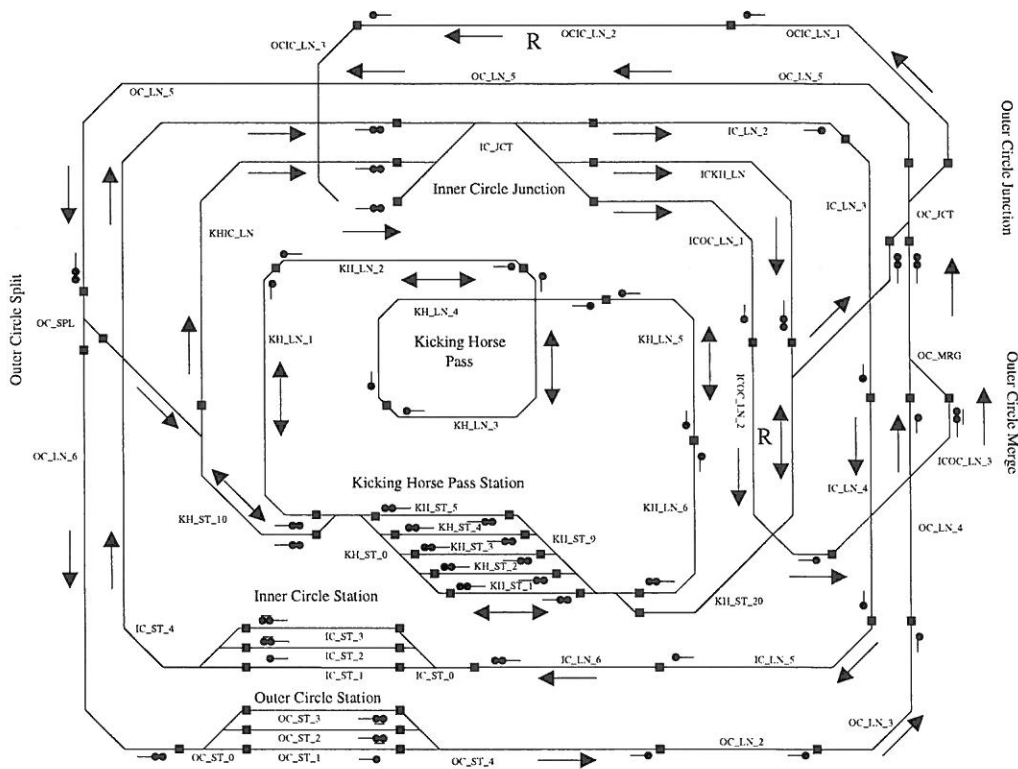 OCIC_LN_3
OCIC_LN_2
OCIC_LN_1
R
OC_LN_5
OC_LN_5
OC_LN_5
IC_LN_2
IC_JCT
Inner Circle Junction
ICKH_LN
IC_LN_3
OC_JCT
Outer Circle Junction
KHIC_LN
ICOC_LN_1
KH_LN_2
Outer Circle Split
OC_SPL
KH_LN_1
KH_LN_4
KH_LN_5
Kicking Horse
Pass
OC_MRG
Outer Circle Merge
ICOC_LN_2
KH_LN_3
R
OC_LN_6
ICOC_LN_3
IC_LN_4
Kicking Horse Pass Station
KH_LN_6
OC_LN_4
KH_ST_10
KH_ST_5
KH_ST_4
KH_ST_9
KH_ST_0
KH_ST_3
KH_ST_2
KH_ST_1
KH_ST_20
Inner Circle Station
IC_ST_4
IC_ST_3
IC_ST_2
IC_ST_1
IC_ST_0
IC_LN_6
IC_LN_5
Outer Circle Station
OC_ST_3
OC_ST_2
OC_ST_0
OC_ST_1
OC_ST_4
OC_LN_2
OC_LN_3